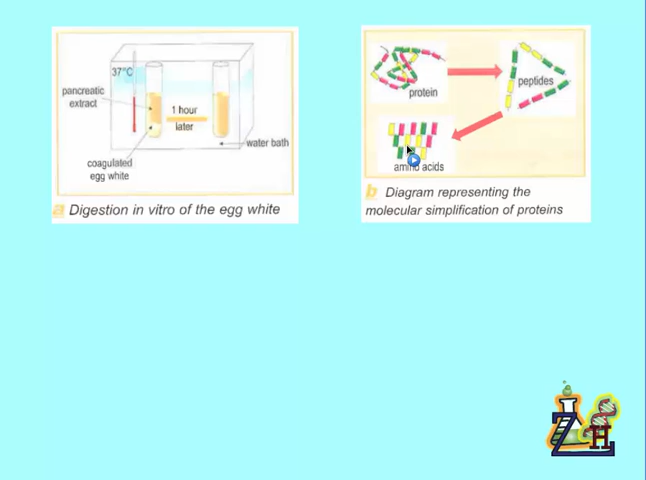 37°C
pancreatic
extract
1 hour
later
water bath
coagulated
egg white
a Digestion in vitro of the egg white
protein
peptides
amino acids
b Diagram representing the
molecular simplification of proteins
Z H